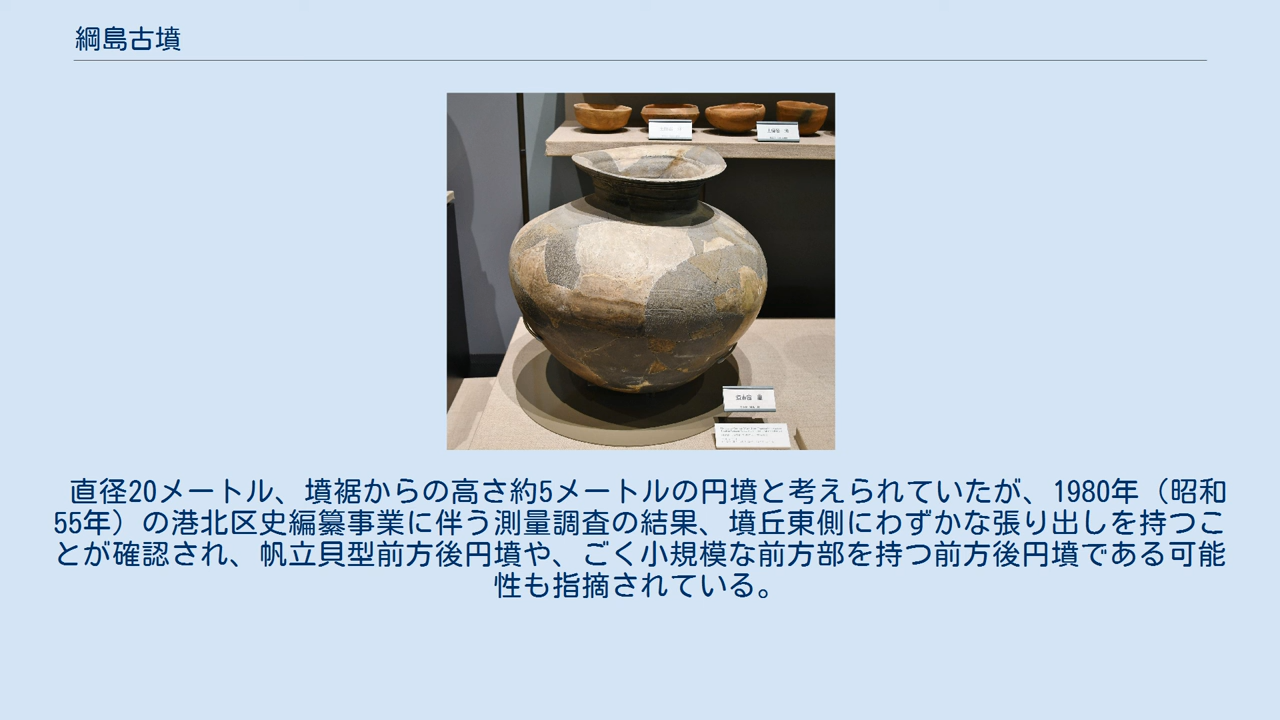 綱島古墳
直径20メートル、墳裾からの高さ約5メートルの円墳と考えられていたが、1980年（昭和
55年）の港北区史編纂事業に伴う測量調査の結果、墳丘東側にわずかな張り出しを持つこ
とが確認され、帆立貝型前方後円墳や、ごく小規模な前方部を持つ前方後円墳である可能
性も指摘されている。